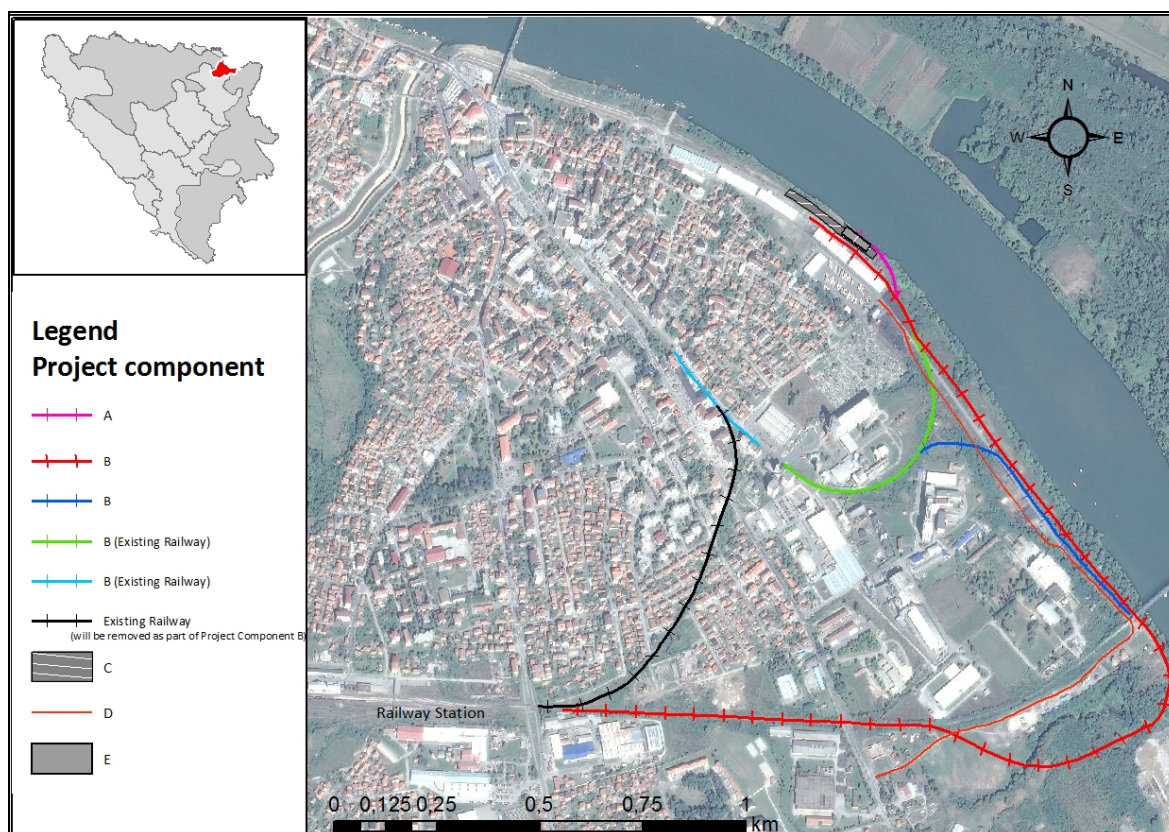 N
W
E
S
Legend
Project component
A
B
B
B (Existing Railway)
B (Existing Railway)
Existing Railway
(will be removed as part of Project Component B)
C
D
E
Railway Station
0 0,125 0,25 0,5 0,75 1
km